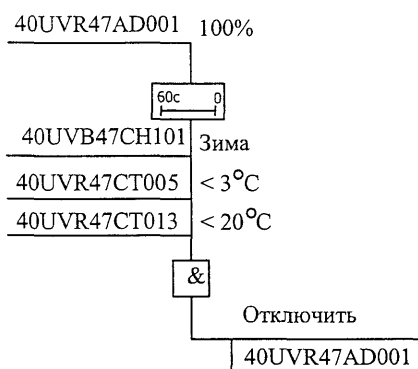 40UVR47AD001 100%
60с 0
40UVB47CH101 Зима
40UVR47CT005 < 3°C
40UVR47CT013 < 20°C
&
Отключить
40UVR47AD001